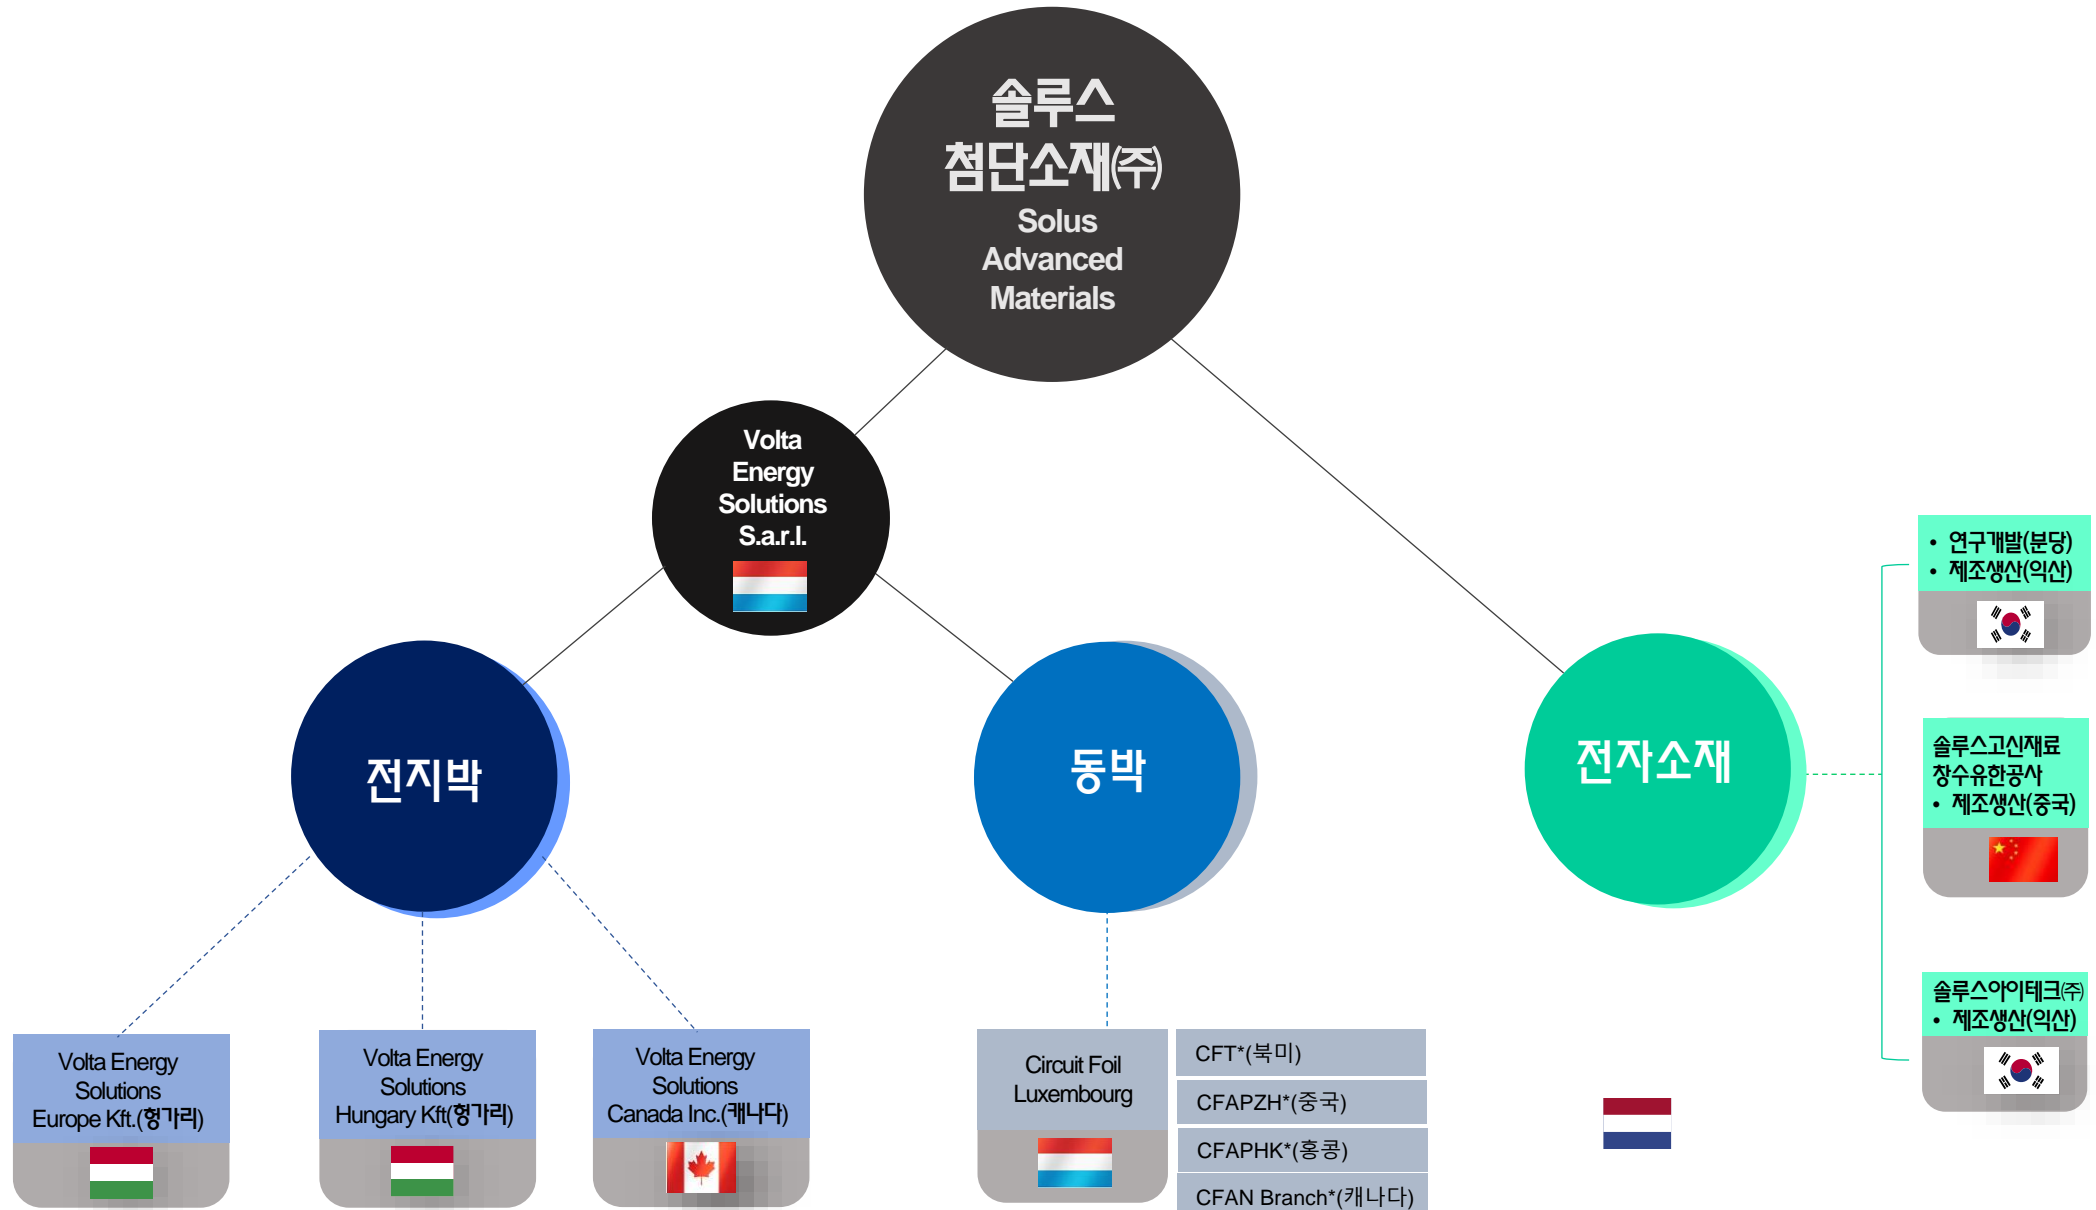 솔루스
첨단소재㈜
Solus
Advanced
Materials
Volta
Energy
Solutions
S.a.r.l.
전지박
동박
전자소재
• 연구개발(분당)
• 제조생산(익산)
솔루스고신재료
창수유한공사
• 제조생산(중국)
솔루스아이테크㈜
• 제조생산(익산)
Volta Energy
Solutions
Europe Kft.(헝가리)
Volta Energy
Solutions
Hungary Kft(헝가리)
Volta Energy
Solutions
Canada Inc.(캐나다)
Circuit Foil
Luxembourg
CFT*(북미)
CFAPZH*(중국)
CFAPHK*(홍콩)
CFAN Branch*(캐나다)